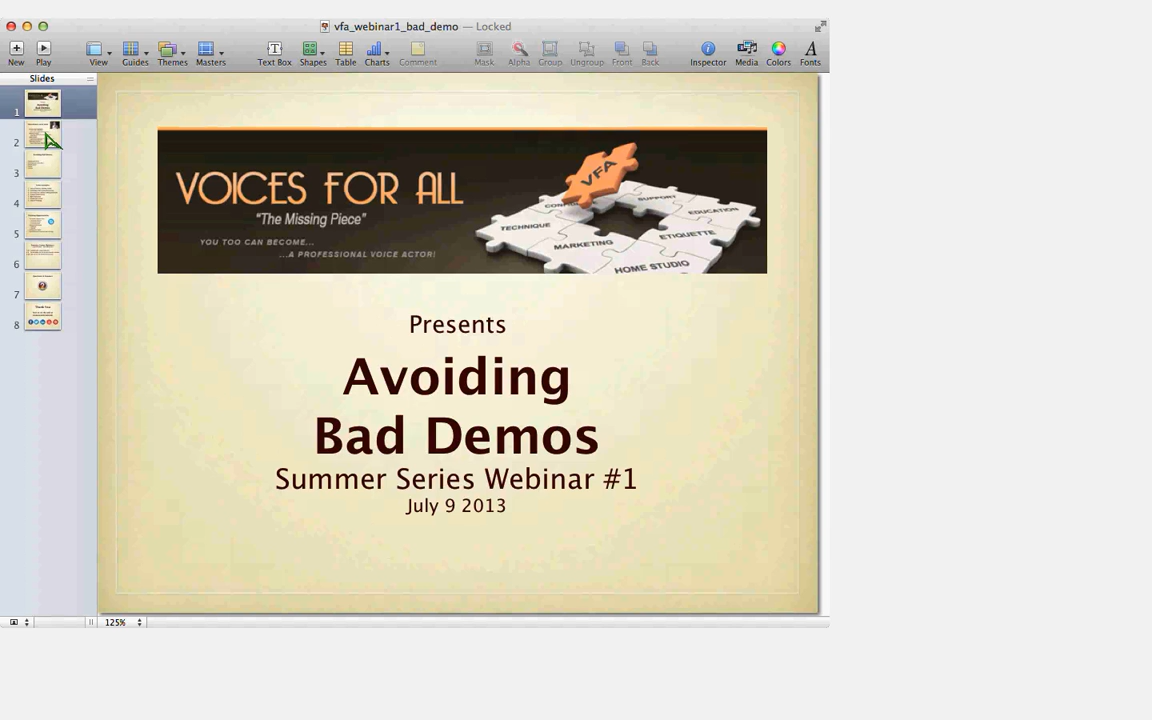 vfa_webinar1_bad_demo — Locked
New Play View Guides Themes Masters Text Box Shapes Table Charts Comment Mask Alpha Group Ungroup Front Back Inspector Media Colors Fonts
Slides
1
2
3
4
5
6
7
8
VOICES FOR ALL
"The Missing Piece"
YOU TOO CAN BECOME...
...A PROFESSIONAL VOICE ACTOR!
VFA
SUPPORT
EDUCATION
TECHNIQUE
ETIQUETTE
MARKETING
HOME STUDIO
Presents
Avoiding
Bad Demos
Summer Series Webinar #1
July 9 2013
125%